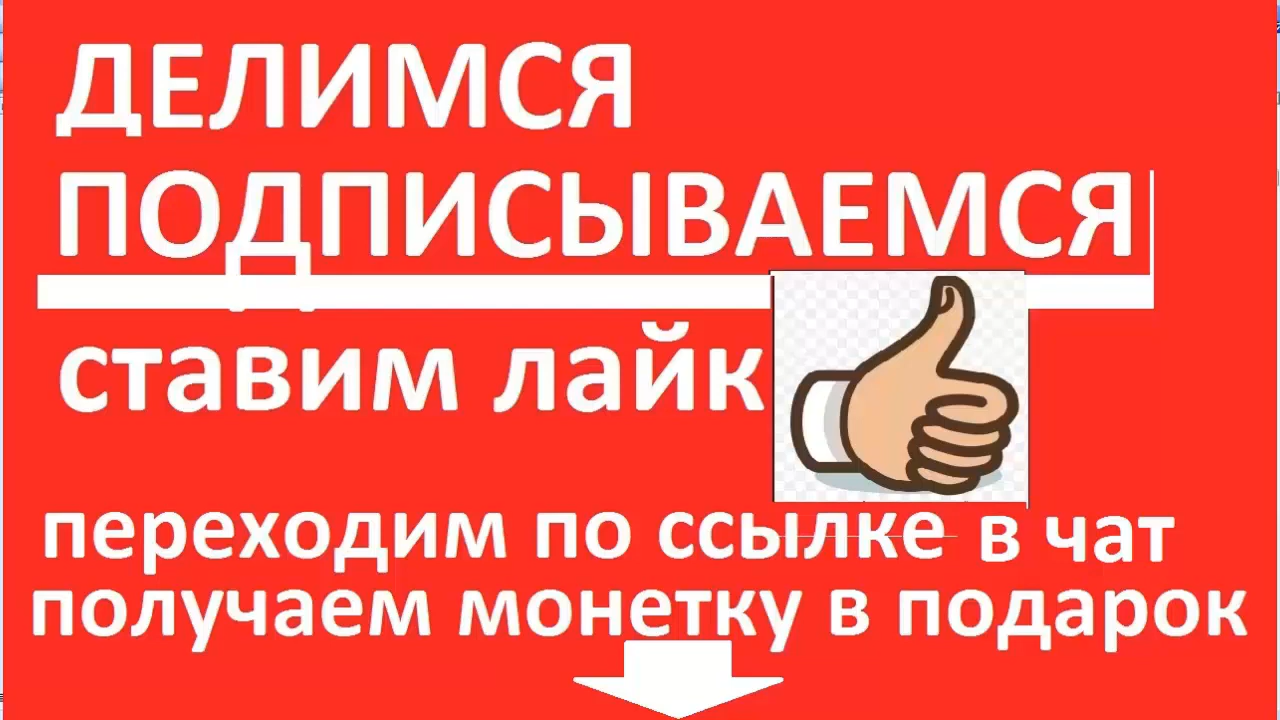 ДЕЛИМСЯ
ПОДПИСЫВАЕМСЯ
ставим лайк
переходим по ссылке в чат
получаем монетку в подарок